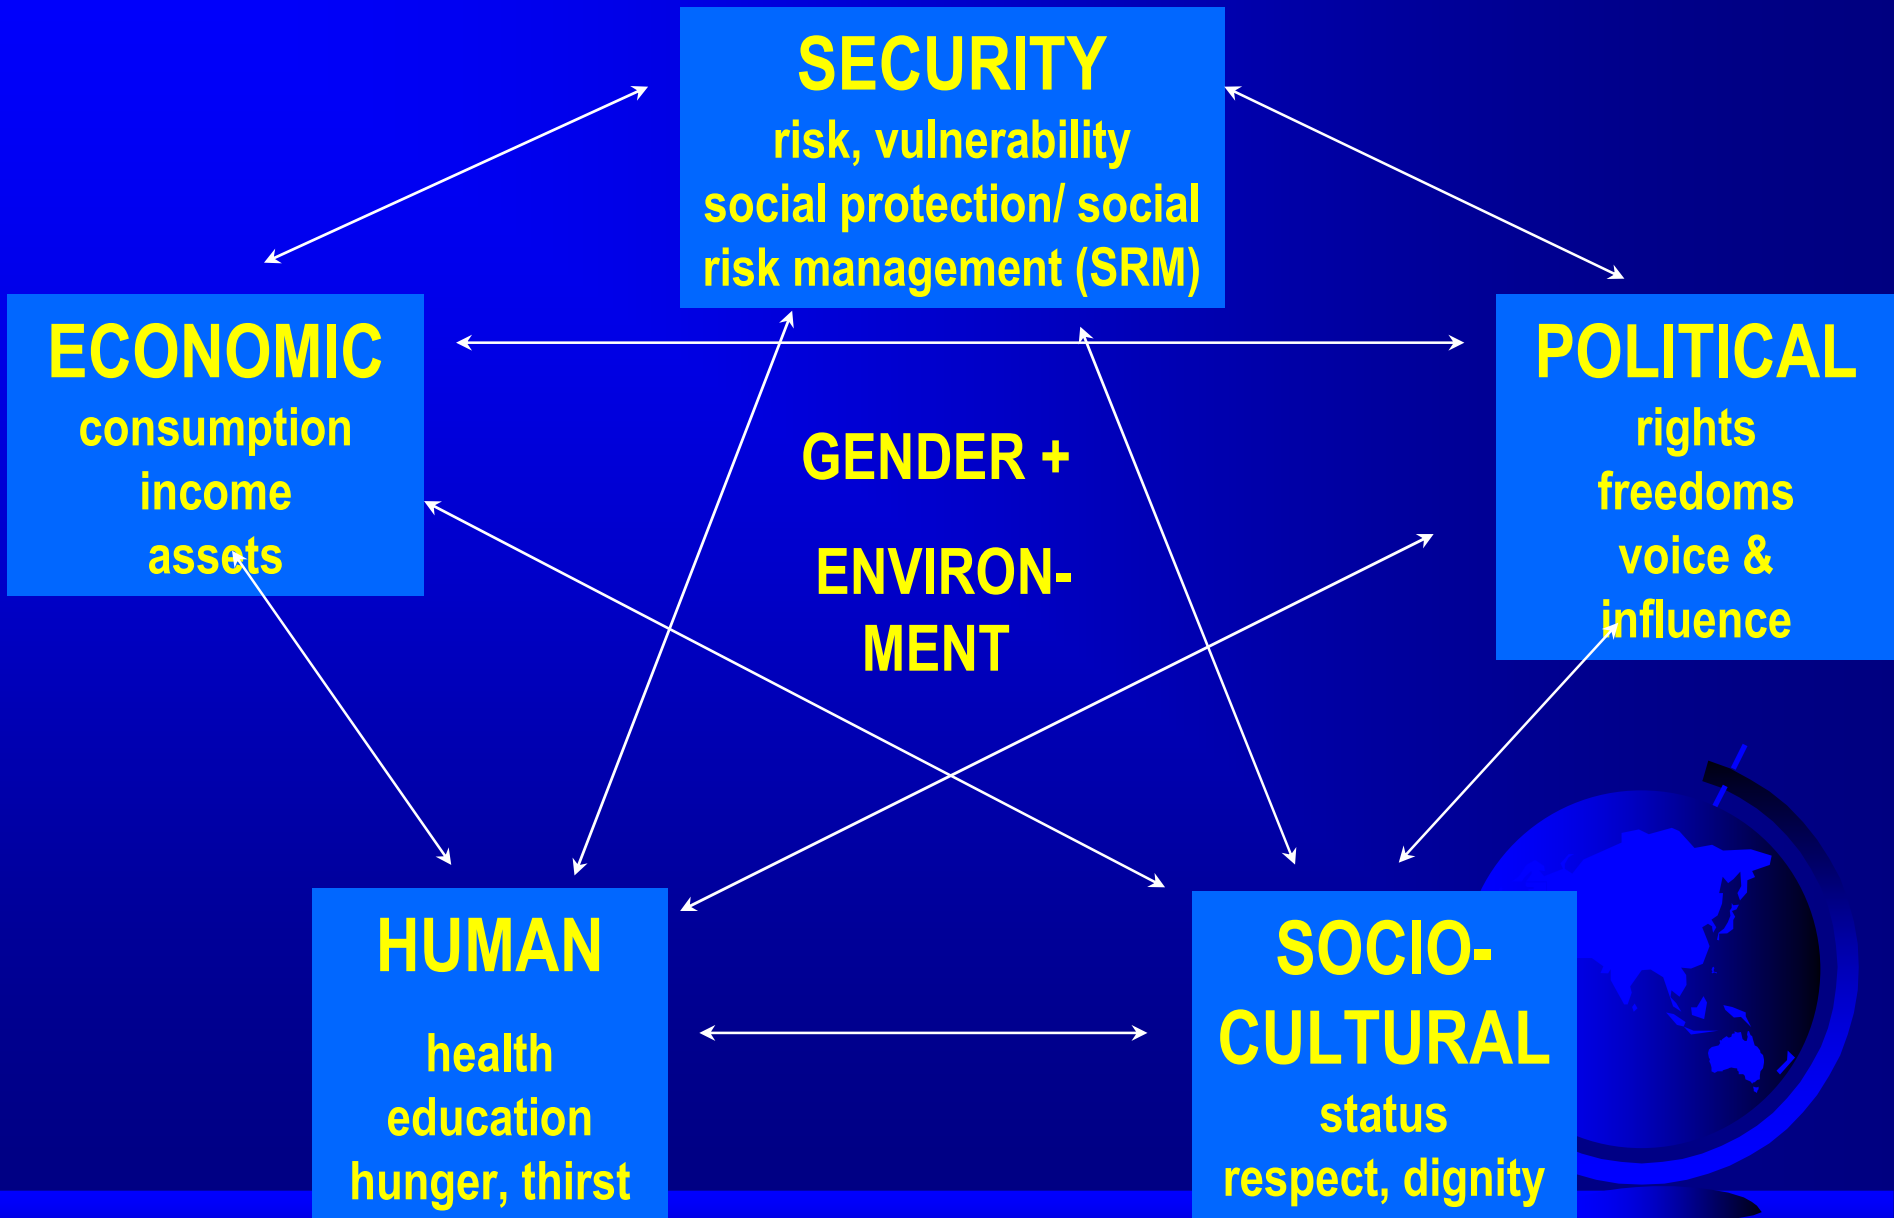 SECURITY
risk, vulnerability
social protection/ social
risk management (SRM)
ECONOMIC
consumption
income
assets
POLITICAL
rights
freedoms
voice &
influence
GENDER +
ENVIRON-
MENT
HUMAN
health
education
hunger, thirst
SOCIO-
CULTURAL
status
respect, dignity